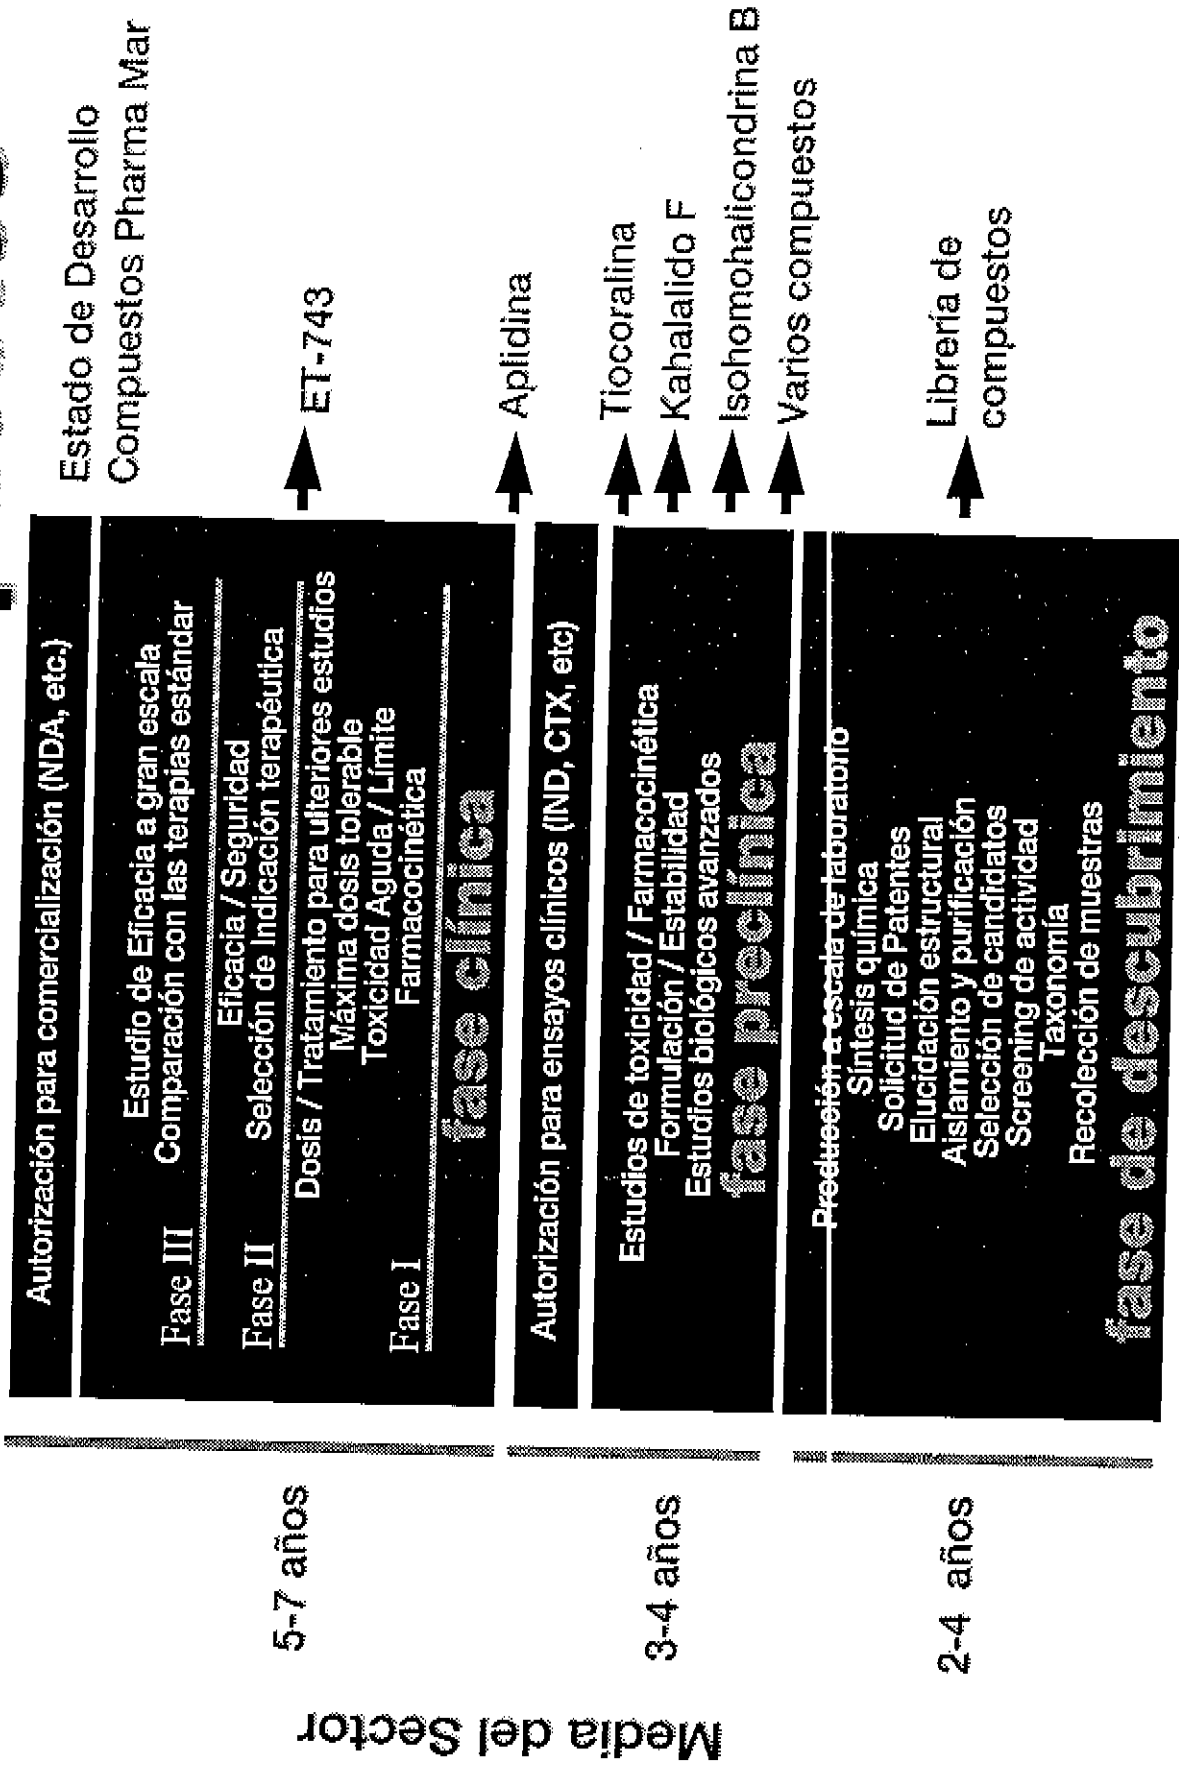 Estado de Desarrollo
Compuestos Pharma Mar
Autorización para comercialización (NDA, etc.)
Estudio de Eficacia a gran escala
Fase III
Comparación con las terapias estándar
Eficacia / Seguridad
Fase II
Selección de Indicación terapéutica
ET-743
Dosis / Tratamiento para ulteriores estudios
Máxima dosis tolerable
Toxicidad Aguda / Límite
Fase I
Farmacocinética
fase clínica
Aplidina
Autorización para ensayos clínicos (IND, CTX, etc)
Estudios de toxicidad / Farmacocinética
Formulación / Estabilidad
Estudios biológicos avanzados
fase preclínica
Tiocoralina
Kahalalido F
Isohomohalicondrina B
Varios compuestos
Producción a escala de laboratorio
Síntesis química
Solicitud de Patentes
Elucidación estructural
Aislamiento y purificación
Selección de candidatos
Screening de actividad
Taxonomía
Recolección de muestras
fase de descubrimiento
Librería de
compuestos
5-7 años
3-4 años
2-4 años
Media del Sector